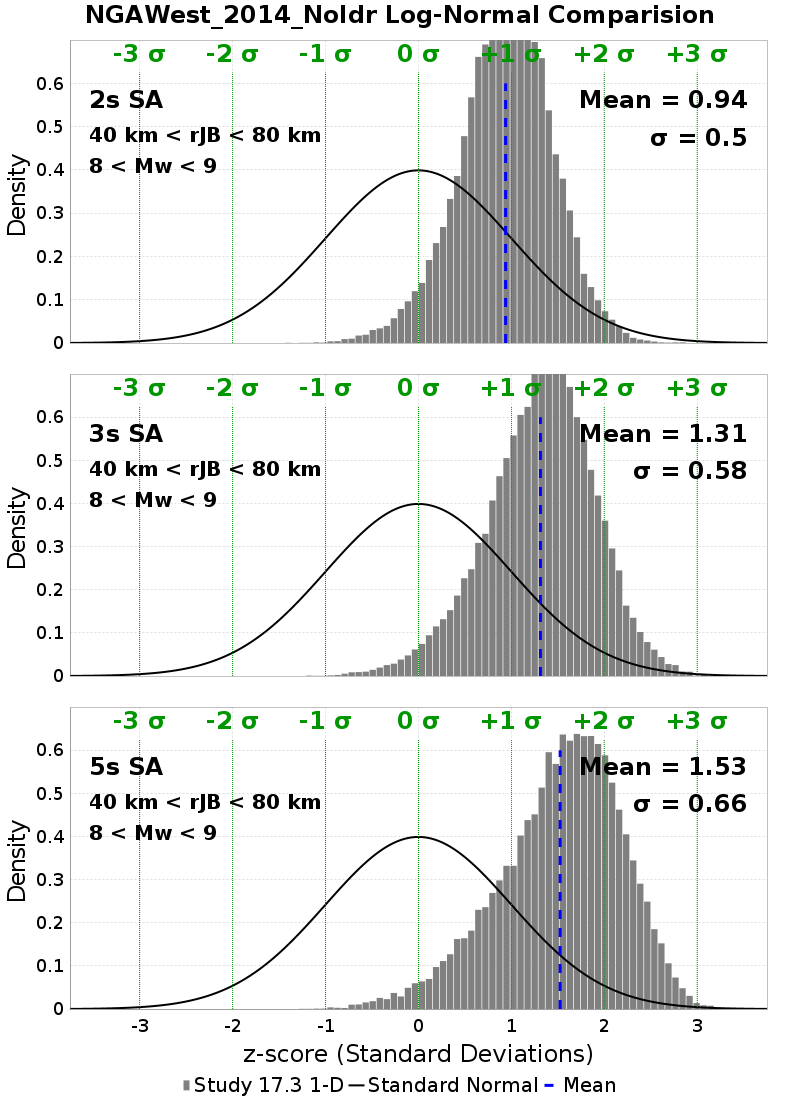 NGAWest_2014_NoIdr Log-Normal Comparision
-3 σ -2 σ -1 σ 0 σ +1 σ +2 σ +3 σ
0.6
2s SA Mean = 0.94
0.5
40 km < rJB < 80 km σ = 0.5
8 < Mw < 9
0.4
0.3
0.2
0.1
0
Density
-3 σ -2 σ -1 σ 0 σ +1 σ +2 σ +3 σ
0.6
3s SA Mean = 1.31
0.5
40 km < rJB < 80 km σ = 0.58
8 < Mw < 9
0.4
0.3
0.2
0.1
0
Density
-3 σ -2 σ -1 σ 0 σ +1 σ +2 σ +3 σ
0.6
5s SA Mean = 1.53
0.5
40 km < rJB < 80 km σ = 0.66
8 < Mw < 9
0.4
0.3
0.2
0.1
0
Density
-3 -2 -1 0 1 2 3
z-score (Standard Deviations)
Study 17.3 1-D Standard Normal Mean